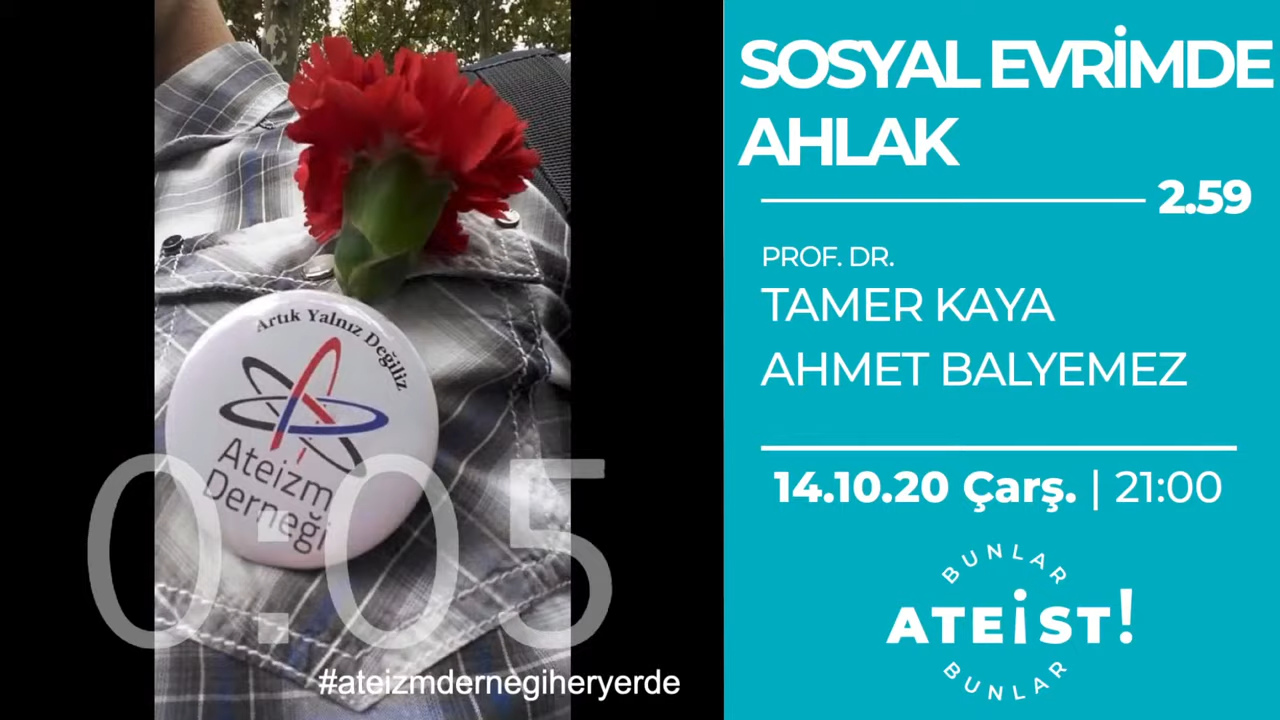 Artık Yalnız Değiliz
Ateizm
Derneği
0:05
#ateizmdernegiheryerde
SOSYAL EVRİMDE
AHLAK
2.59
PROF. DR.
TAMER KAYA
AHMET BALYEMEZ
14.10.20 Çarş. | 21:00
BUNLAR
ATEİST!
BUNLAR